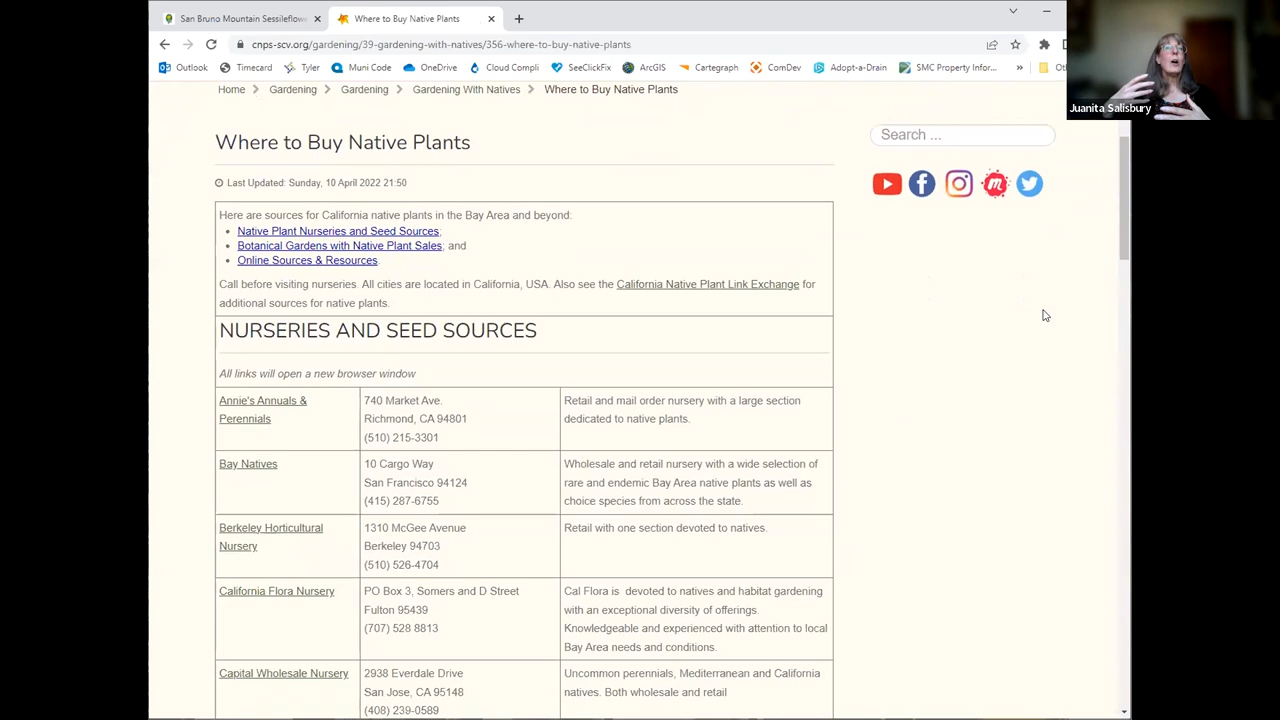 San Bruno Mountain Sessileflowe
Where to Buy Native Plants
cnps-scv.org/gardening/39-gardening-with-natives/356-where-to-buy-native-plants
Outlook Timecard Tyler Muni Code OneDrive Cloud Compli SeeClickFix ArcGIS Cartegraph ComDev Adopt-a-Drain SMC Property Infor... » Ot
Juanita Salisbury
Home Gardening Gardening Gardening With Natives Where to Buy Native Plants
Search ...
Where to Buy Native Plants
Last Updated: Sunday, 10 April 2022 21:50
Here are sources for California native plants in the Bay Area and beyond:
• Native Plant Nurseries and Seed Sources;
• Botanical Gardens with Native Plant Sales; and
• Online Sources & Resources.
Call before visiting nurseries. All cities are located in California, USA. Also see the California Native Plant Link Exchange for
additional sources for native plants.
NURSERIES AND SEED SOURCES
All links will open a new browser window
Annie's Annuals &
Perennials
740 Market Ave.
Richmond, CA 94801
(510) 215-3301
Retail and mail order nursery with a large section
dedicated to native plants.
Bay Natives
10 Cargo Way
San Francisco 94124
(415) 287-6755
Wholesale and retail nursery with a wide selection of
rare and endemic Bay Area native plants as well as
choice species from across the state.
Berkeley Horticultural
Nursery
1310 McGee Avenue
Berkeley 94703
(510) 526-4704
Retail with one section devoted to natives.
California Flora Nursery
PO Box 3, Somers and D Street
Fulton 95439
(707) 528 8813
Cal Flora is devoted to natives and habitat gardening
with an exceptional diversity of offerings.
Knowledgeable and experienced with attention to local
Bay Area needs and conditions.
Capital Wholesale Nursery
2938 Everdale Drive
San Jose, CA 95148
(408) 239-0589
Uncommon perennials, Mediterranean and California
natives. Both wholesale and retail